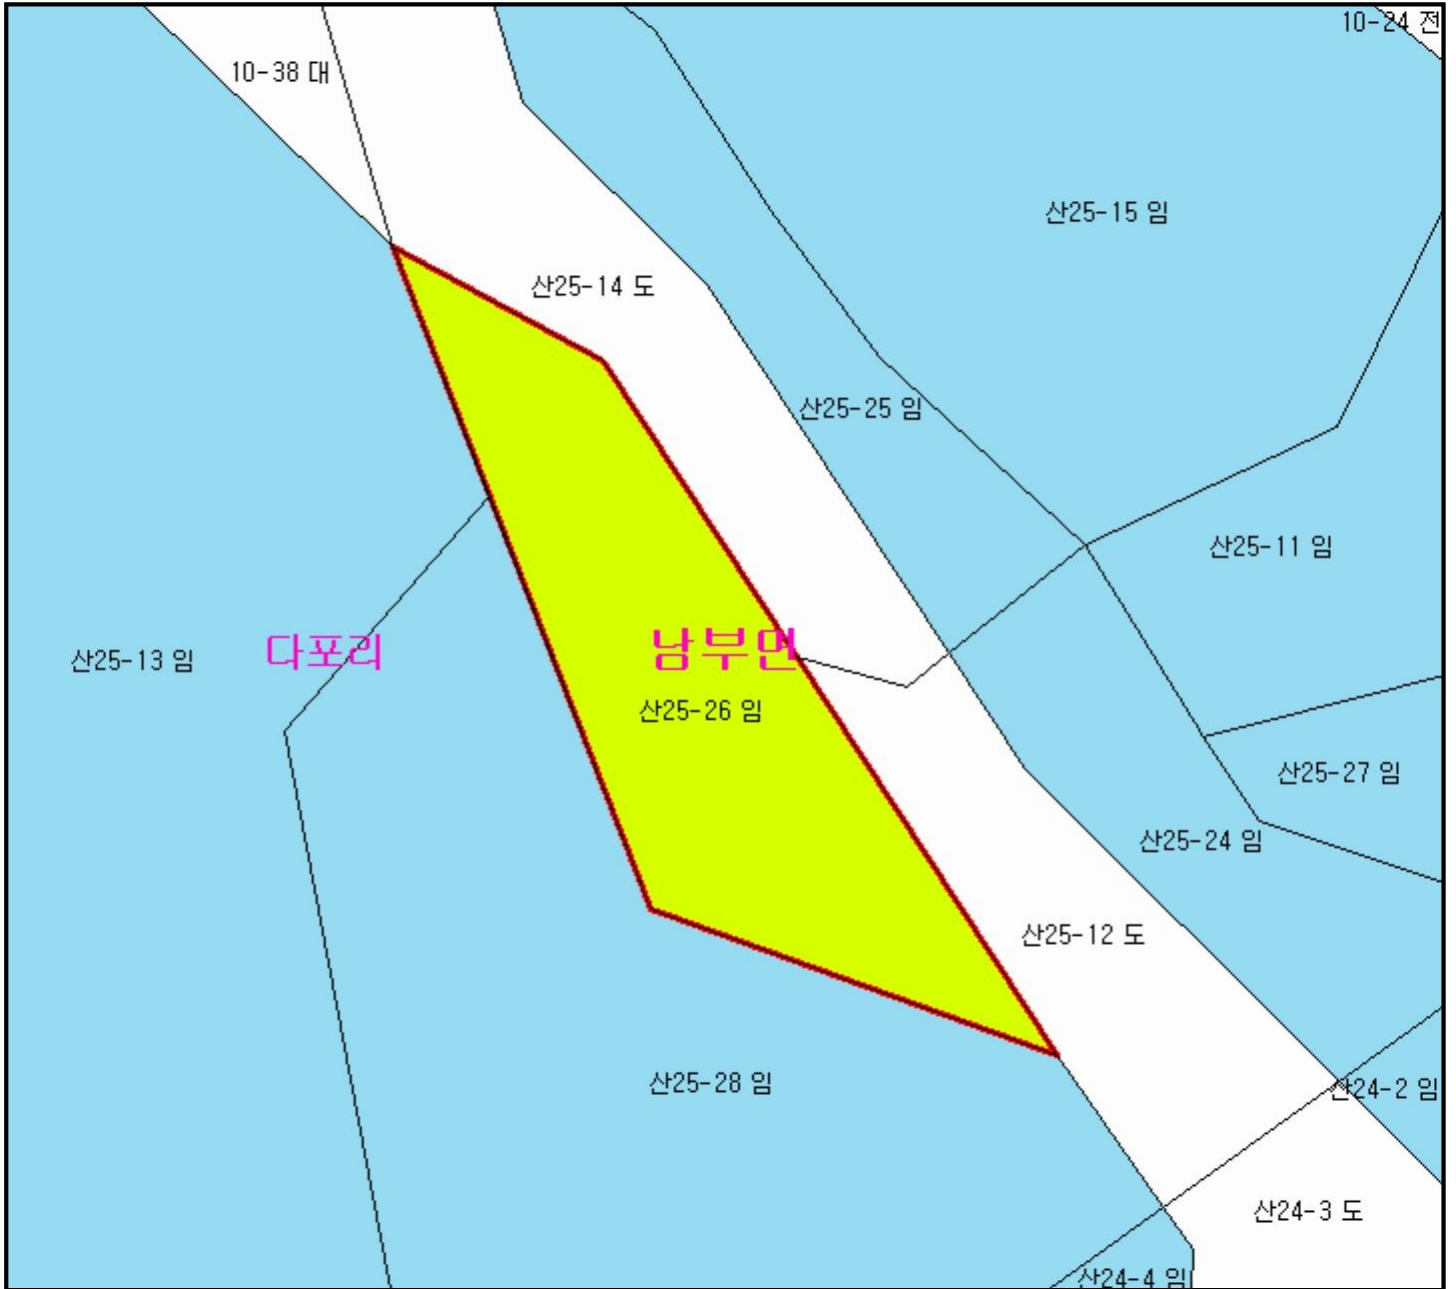 10-24 전
10-38 대
산25-15 임
산25-14 도
산25-25 임
산25-11 임
다포리
남부면
산25-13 임
산25-26 임
산25-27 임
산25-24 임
산25-12 도
산25-28 임
산24-2 임
산24-3 도
산24-4 임